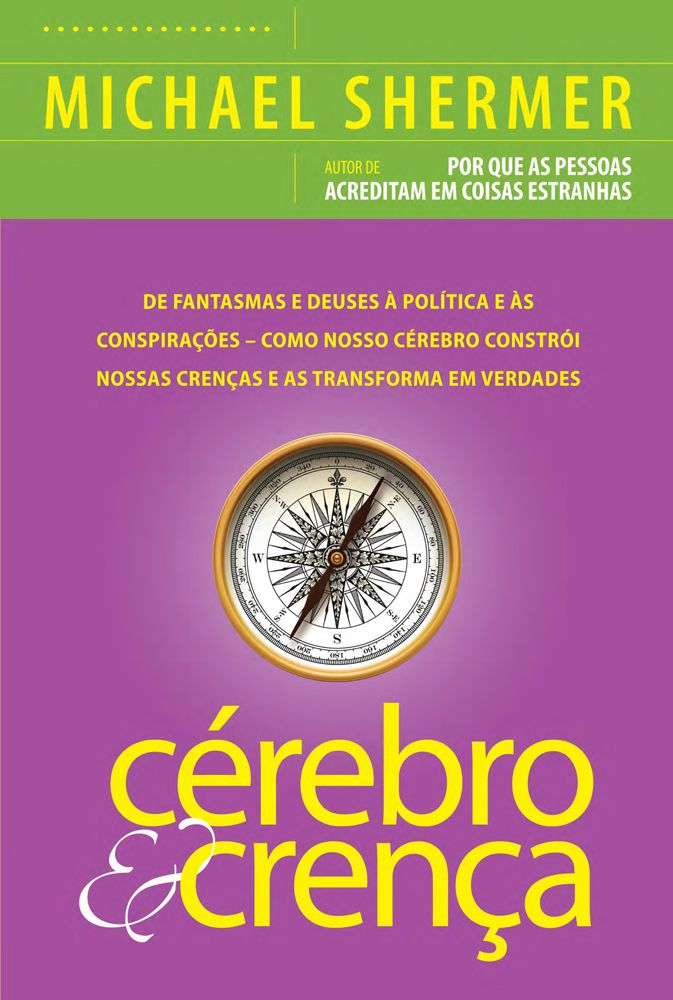 MICHAEL SHERMER
AUTOR DE POR QUE AS PESSOAS
ACREDITAM EM COISAS ESTRANHAS
DE FANTASMAS E DEUSES À POLÍTICA E ÀS
CONSPIRAÇÕES – COMO NOSSO CÉREBRO CONSTRÓI
NOSSAS CRENÇAS E AS TRANSFORMA EM VERDADES
N-W
N-E
W
E
S
cérebro
& crença